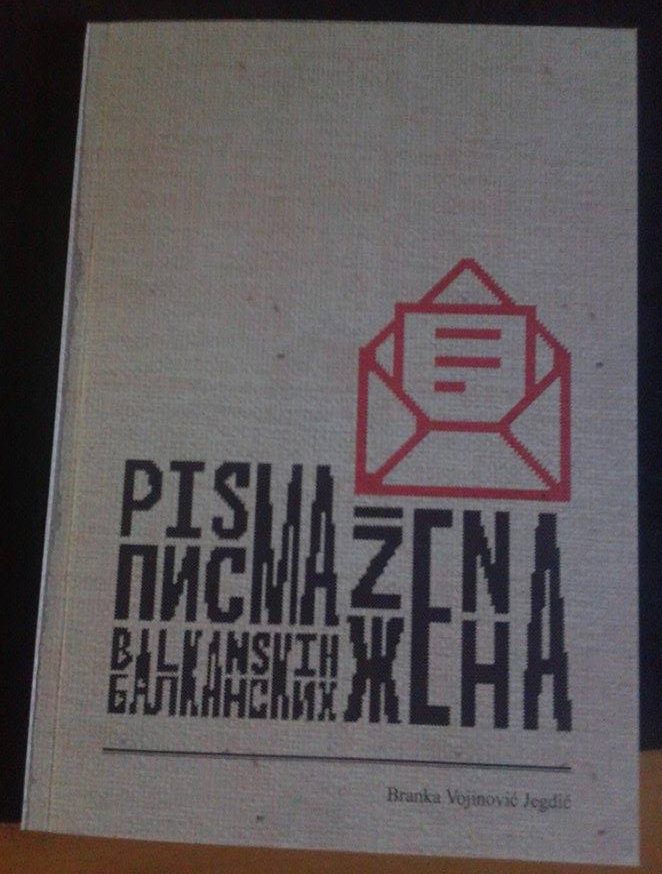 PISMA ŽENA
ПИСМА ЖЕНА
BALKANSKIH
БАЛКАНСКИХ
Branka Vojinović Jegdić